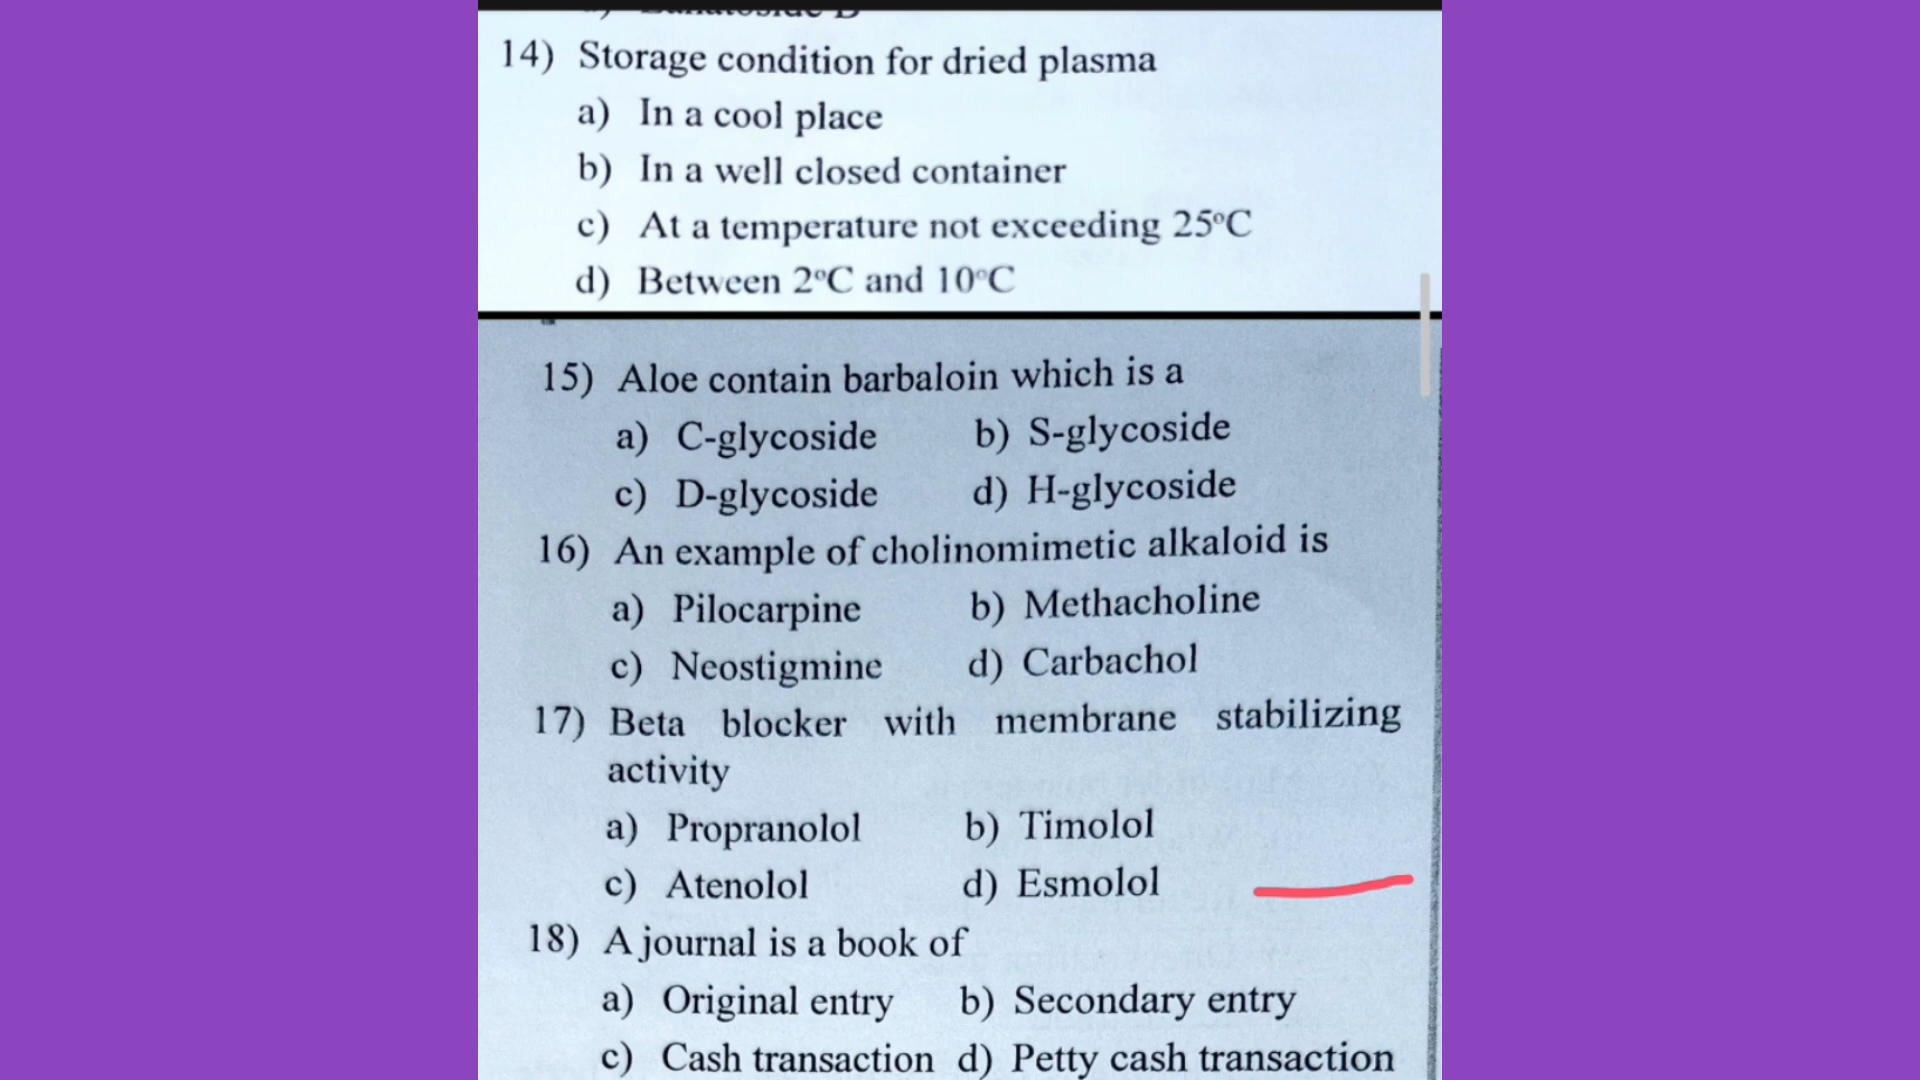 14) Storage condition for dried plasma
a) In a cool place
b) In a well closed container
c) At a temperature not exceeding 25°C
d) Between 2°C and 10°C
15) Aloe contain barbaloin which is a
a) C-glycoside b) S-glycoside
c) D-glycoside d) H-glycoside
16) An example of cholinomimetic alkaloid is
a) Pilocarpine b) Methacholine
c) Neostigmine d) Carbachol
17) Beta blocker with membrane stabilizing
activity
a) Propranolol b) Timolol
c) Atenolol d) Esmolol
18) A journal is a book of
a) Original entry b) Secondary entry
c) Cash transaction d) Petty cash transaction